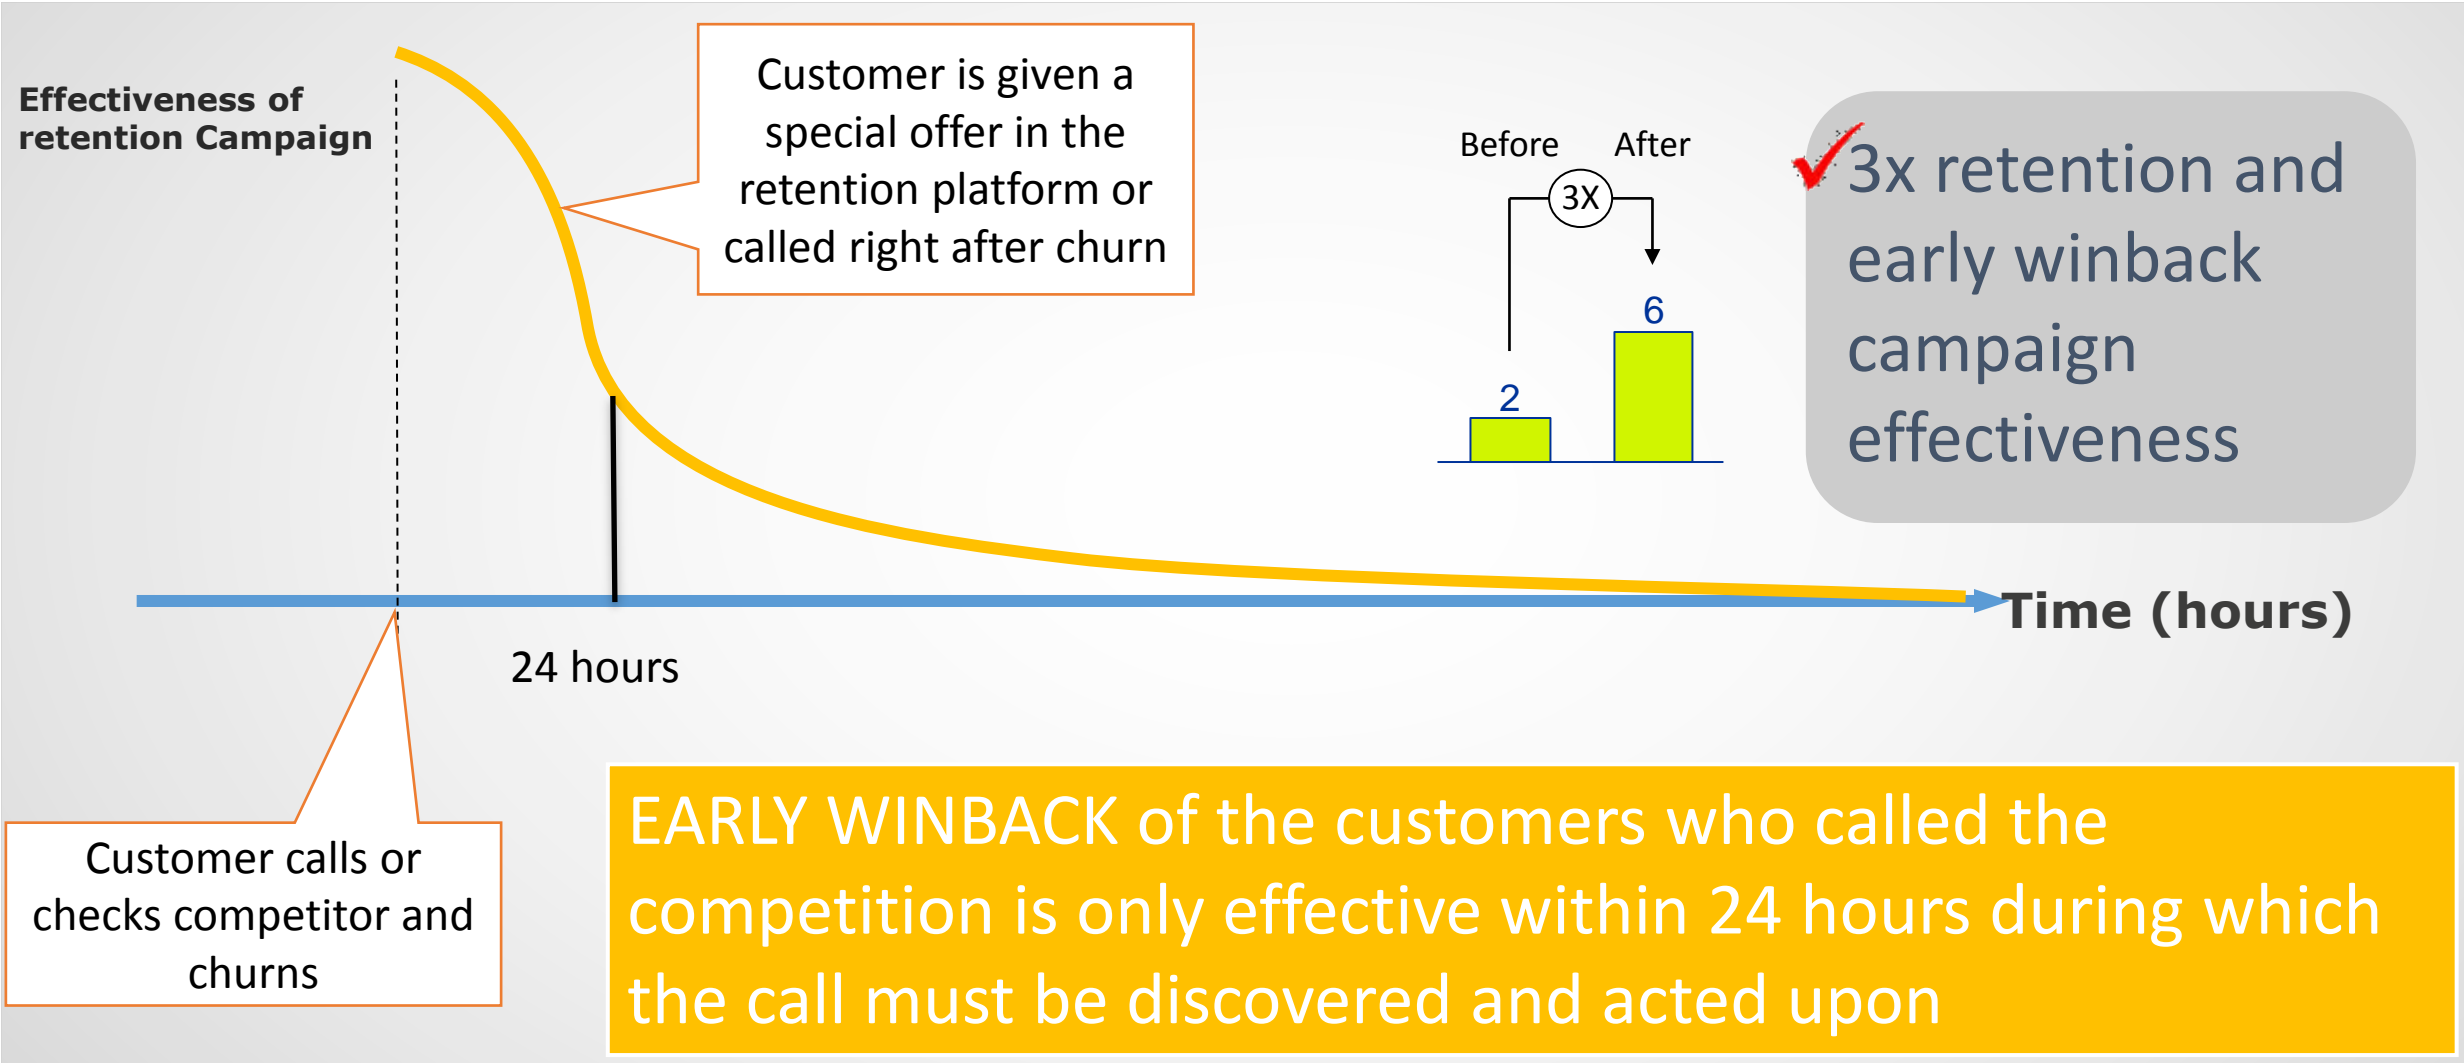 Effectiveness of
retention Campaign
Customer is given a
special offer in the
retention platform or
called right after churn
Before After
3X
2
6
3x retention and
early winback
campaign
effectiveness
Time (hours)
24 hours
Customer calls or
checks competitor and
churns
EARLY WINBACK of the customers who called the
competition is only effective within 24 hours during which
the call must be discovered and acted upon